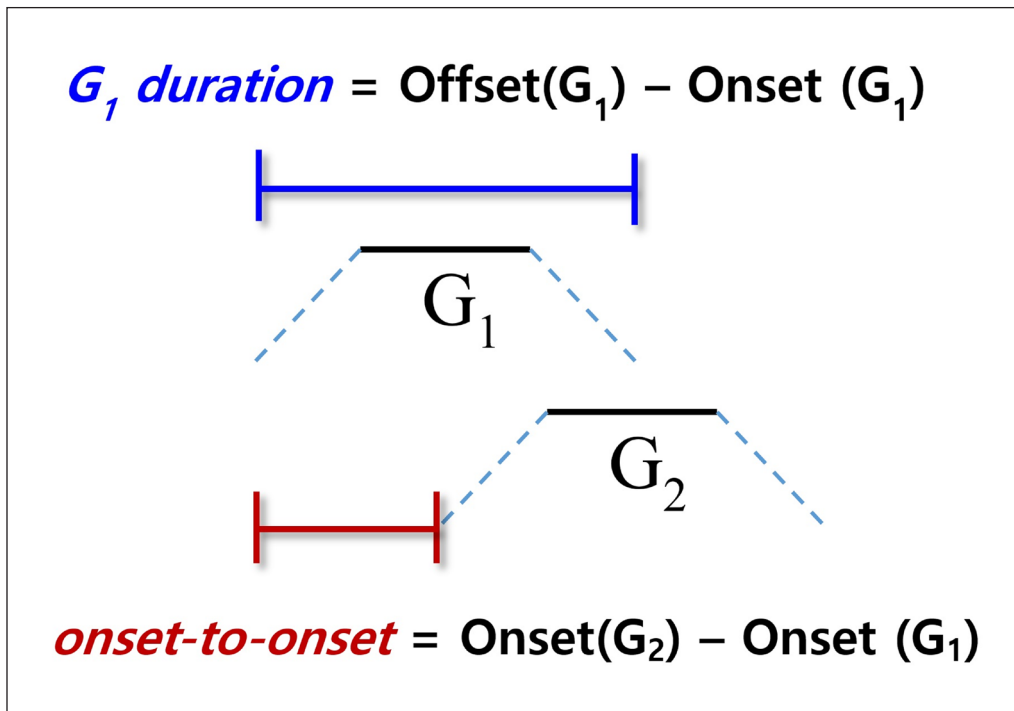 G₁ duration = Offset(G₁) – Onset (G₁)
G₁
G₂
onset-to-onset = Onset(G₂) – Onset (G₁)